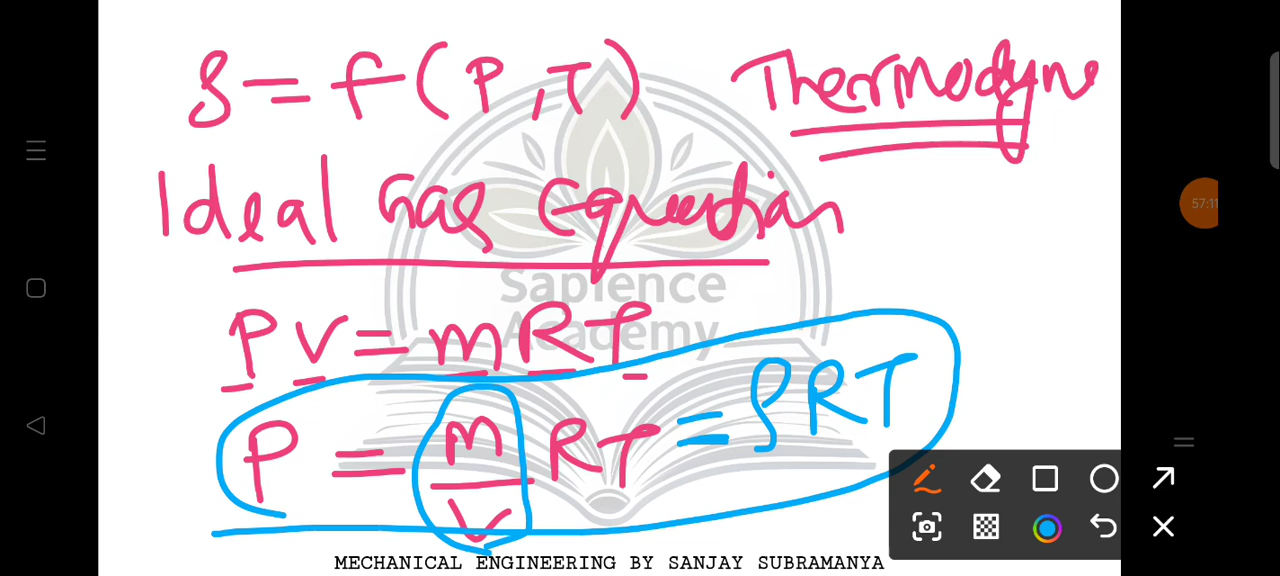 ρ = f(P, T) Thermodyn
Ideal Gas Equation
Sapience
Academy
PV = mRT
P = m/V RT = ρRT
57:11
MECHANICAL ENGINEERING BY SANJAY SUBRAMANYA